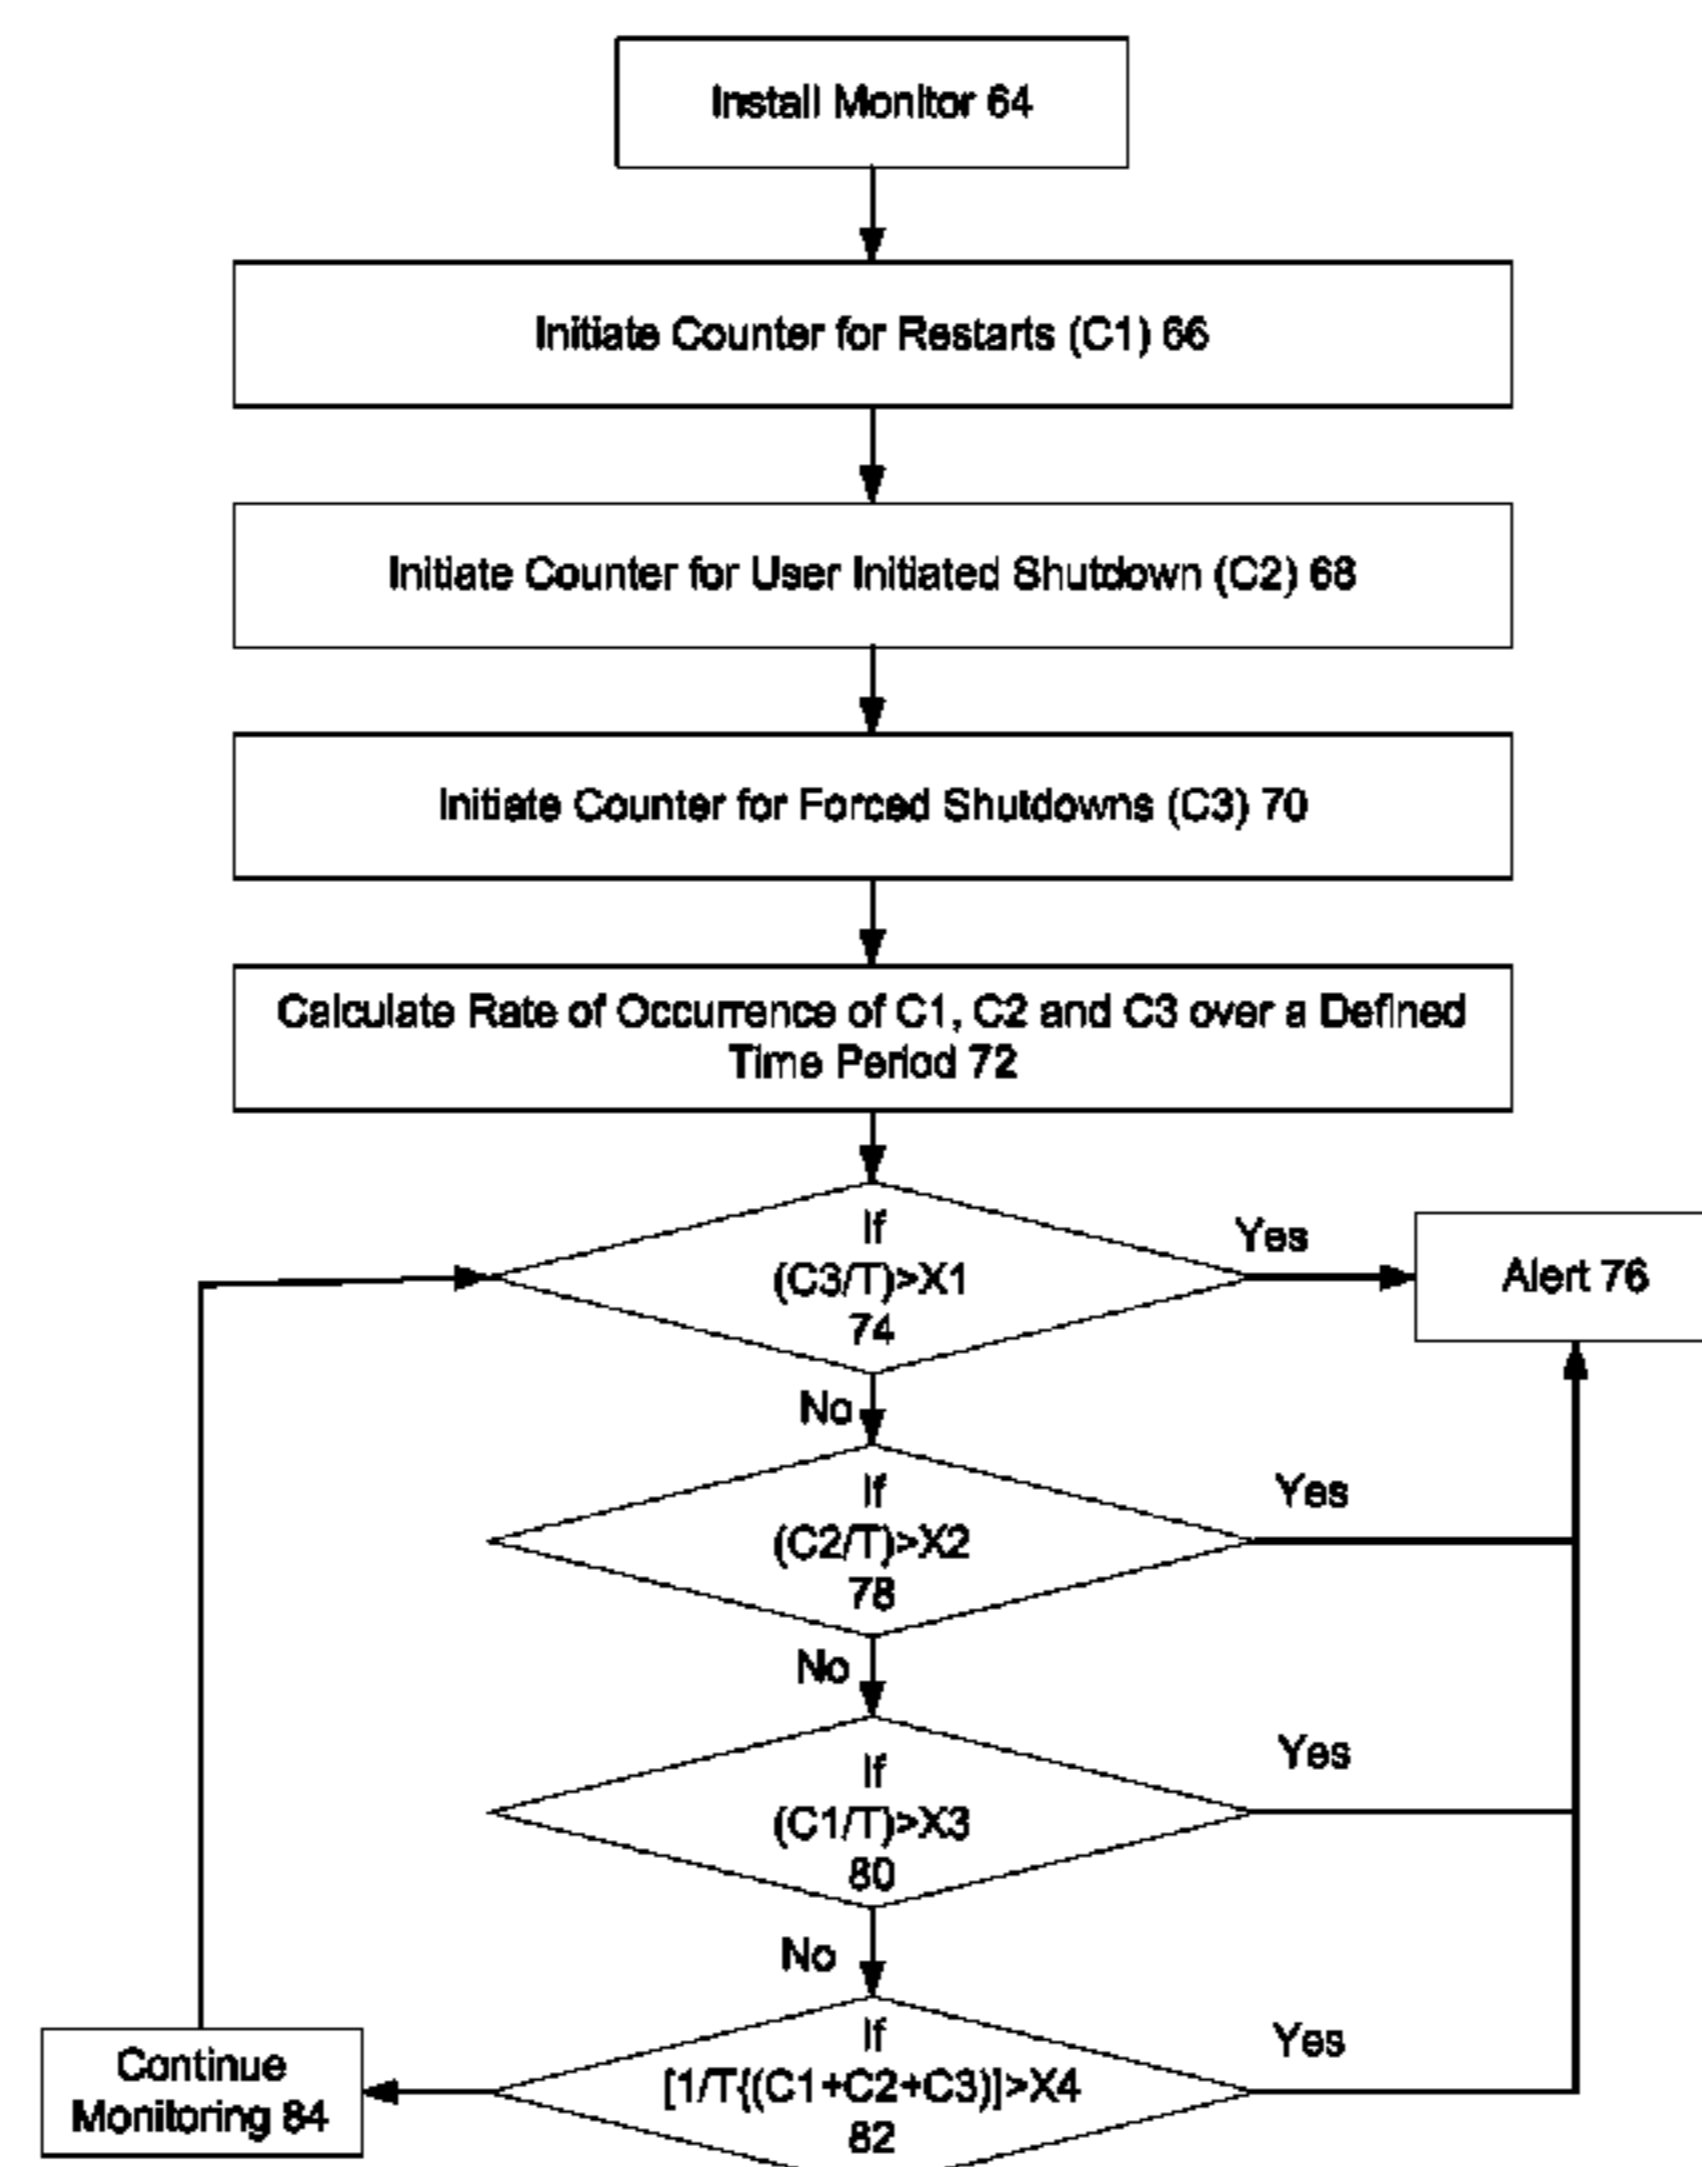 Install Monitor 64
Initiate Counter for Restarts (C1) 66
Initiate Counter for User Initiated Shutdown (C2) 68
Initiate Counter for Forced Shutdowns (C3) 70
Calculate Rate of Occurrence of C1, C2 and C3 over a Defined
Time Period 72
If
(C3/T)>X1
74
Yes
Alert 76
No
If
(C2/T)>X2
78
Yes
No
If
(C1/T)>X3
80
Yes
No
If
[1/T{(C1+C2+C3)]>X4
82
Yes
Continue
Monitoring 84